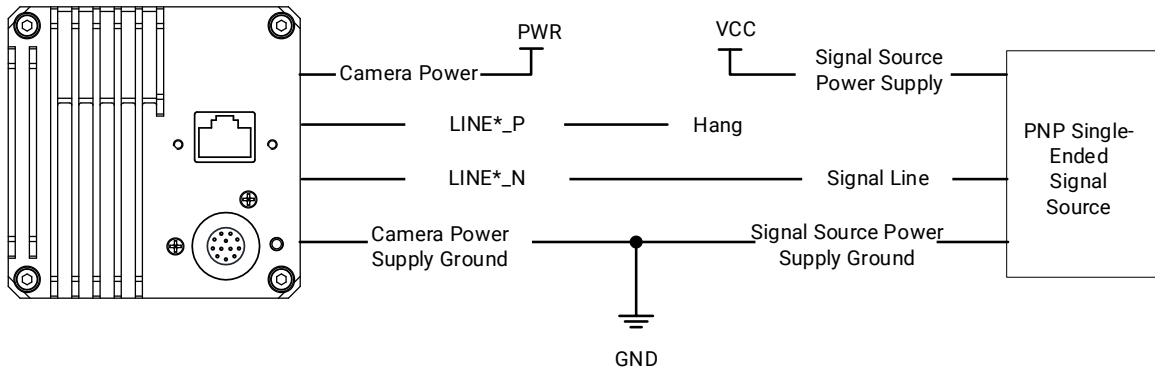 PWR
VCC
Camera Power
Signal Source
Power Supply
LINE*_P
Hang
PNP Single-
Ended
Signal
Source
LINE*_N
Signal Line
Camera Power
Supply Ground
Signal Source Power
Supply Ground
GND